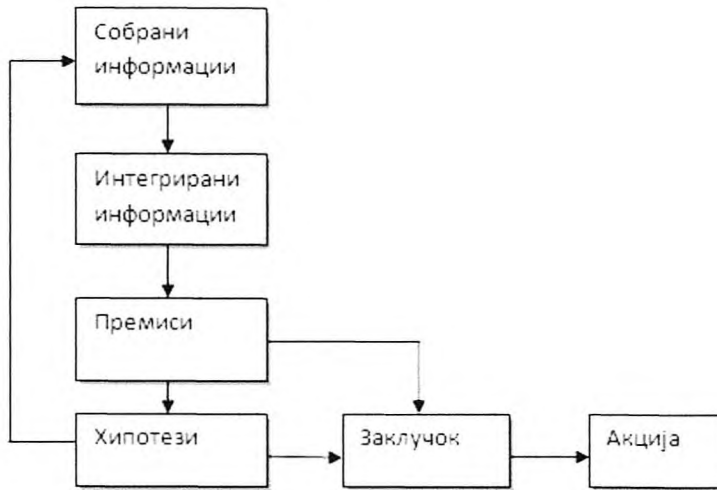 Собрани
информации
Интегрирани
информации
Премиси
Хипотези
Заклучок
Акција